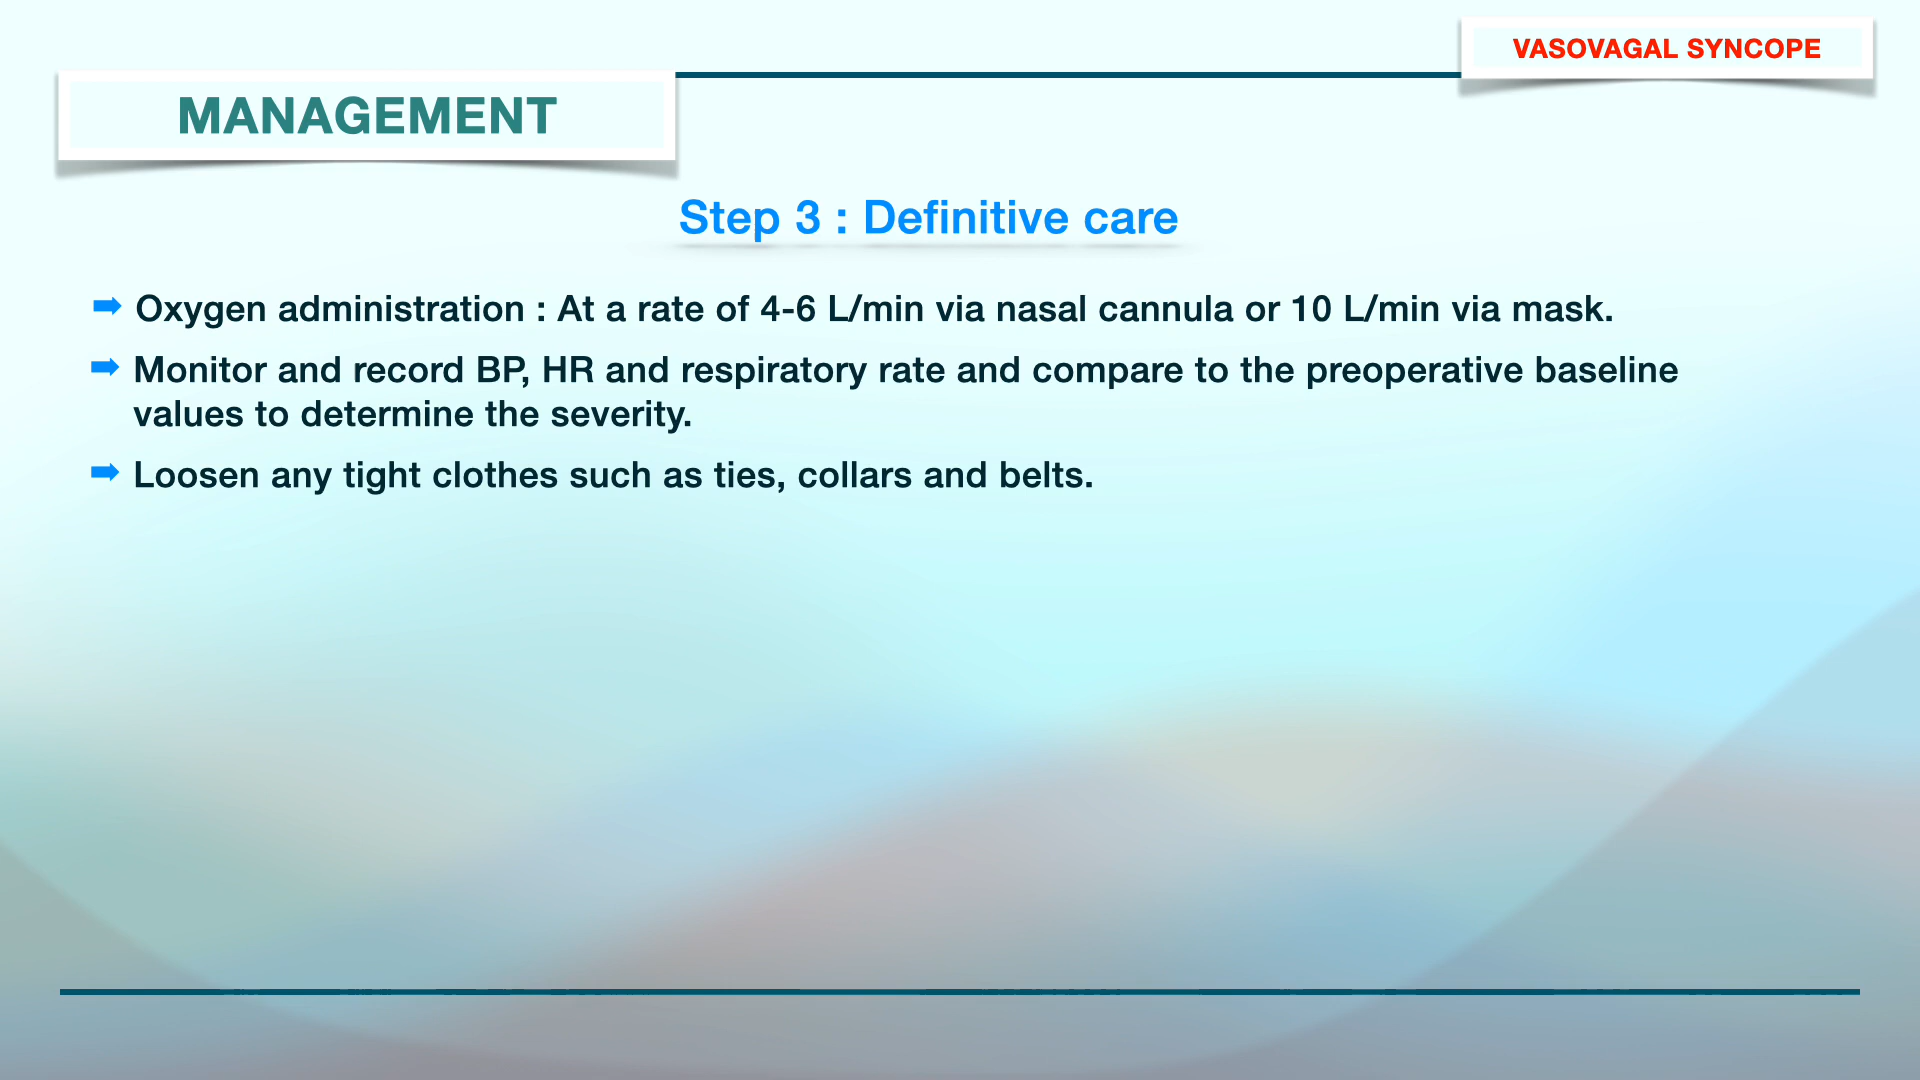 VASOVAGAL SYNCOPE
MANAGEMENT
Step 3 : Definitive care
➡ Oxygen administration : At a rate of 4-6 L/min via nasal cannula or 10 L/min via mask.
➡ Monitor and record BP, HR and respiratory rate and compare to the preoperative baseline
values to determine the severity.
➡ Loosen any tight clothes such as ties, collars and belts.